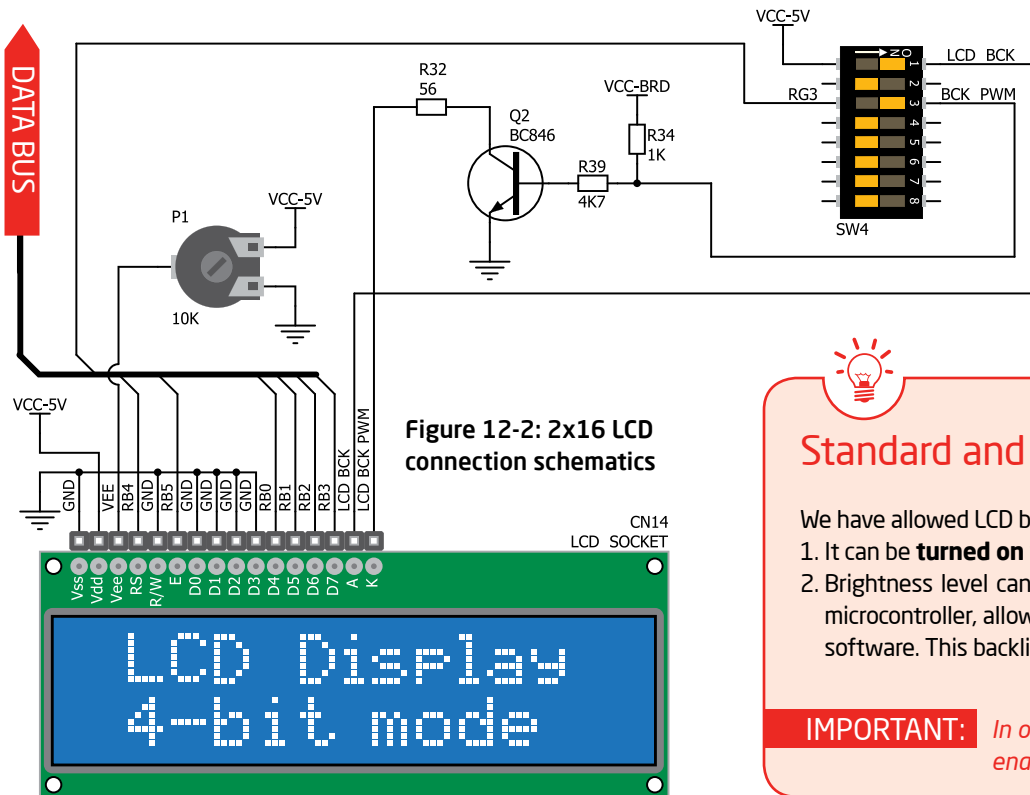 DATA BUS
VCC-5V
R32
56
VCC-BRD
Q2
BC846
R34
1K
R39
4K7
RG3
O N
1
2
3
4
5
6
7
8
LCD BCK
BCK PWM
SW4
P1
VCC-5V
10K
VCC-5V
Figure 12-2: 2x16 LCD
connection schematics
GND
VEE
RB4
GND
RB5
GND
GND
GND
GND
RB0
RB1
RB2
RB3
LCD BCK
LCD BCK PWM
CN14
LCD SOCKET
Vss
Vdd
Vee
RS
R/W
E
D0
D1
D2
D3
D4
D5
D6
D7
A
K
LCD Display
4-bit mode
Standard and
We have allowed LCD b
1. It can be turned on
2. Brightness level can
microcontroller, allow
software. This backli
IMPORTANT: In o
ena